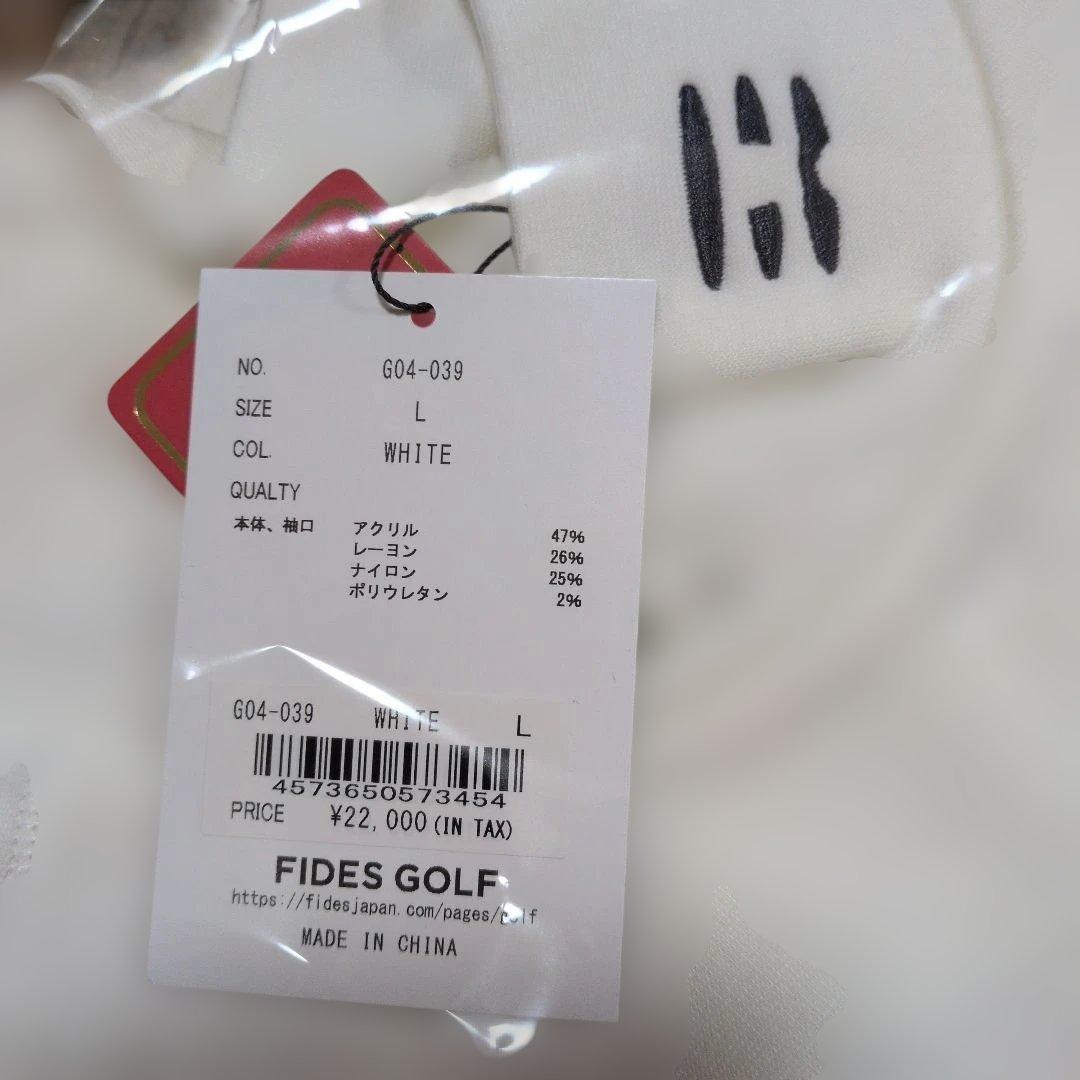 NO. G04-039
SIZE L
COL. WHITE
QUALTY
本体、袖口 アクリル 47%
レーヨン 26%
ナイロン 25%
ポリウレタン 2%
G04-039 WHITE L
4573650573454
PRICE ¥22,000(IN TAX)
FIDES GOLF
https://fidesjapan.com/pages/golf
MADE IN CHINA